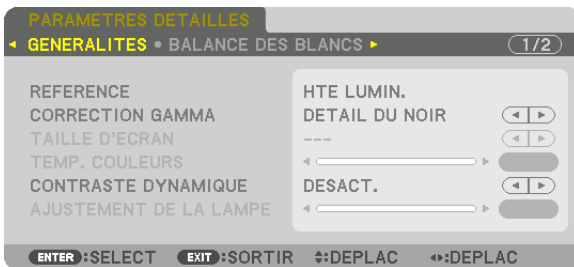 PARAMETRES DETAILLES
GENERALITES • BALANCE DES BLANCS 1/2
REFERENCE HTE LUMIN.
CORRECTION GAMMA DETAIL DU NOIR
TAILLE D'ECRAN ---
TEMP. COULEURS
CONTRASTE DYNAMIQUE DESACT.
AJUSTEMENT DE LA LAMPE
ENTER :SELECT EXIT :SORTIR :DEPLAC :DEPLAC